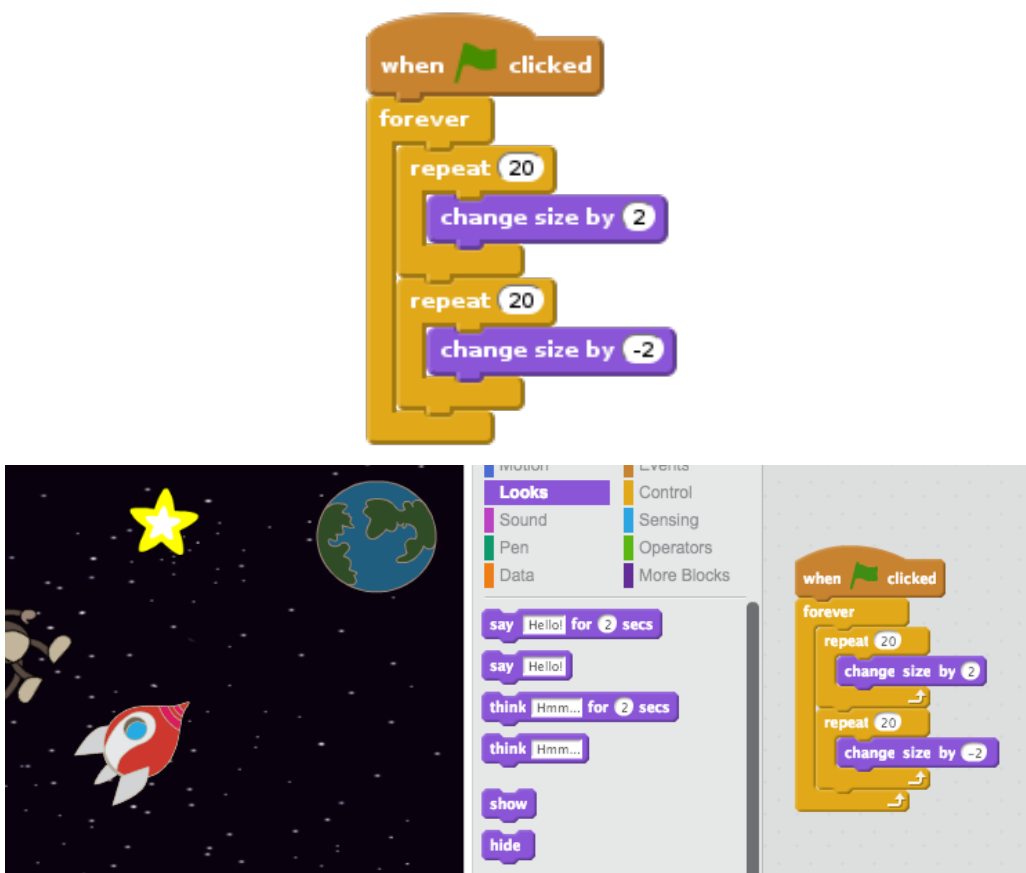 when clicked
forever
repeat 20
change size by 2
repeat 20
change size by -2
Motion Events
Looks Control
Sound Sensing
Pen Operators
Data More Blocks
say Hello! for 2 secs
say Hello!
think Hmm... for 2 secs
think Hmm...
show
hide
when clicked
forever
repeat 20
change size by 2
repeat 20
change size by -2